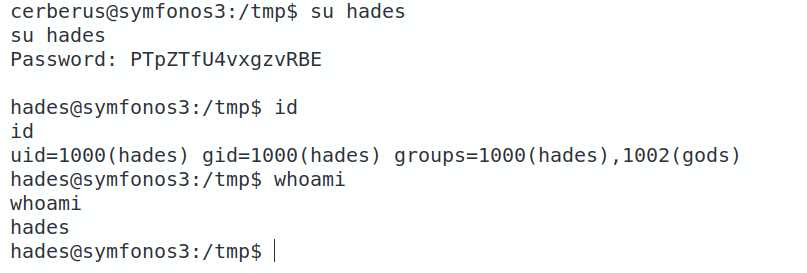 cerberus@symfonos3:/tmp$ su hades
su hades
Password: PTpZTfU4vxgzvRBE
hades@symfonos3:/tmp$ id
id
uid=1000(hades) gid=1000(hades) groups=1000(hades),1002(gods)
hades@symfonos3:/tmp$ whoami
whoami
hades
hades@symfonos3:/tmp$